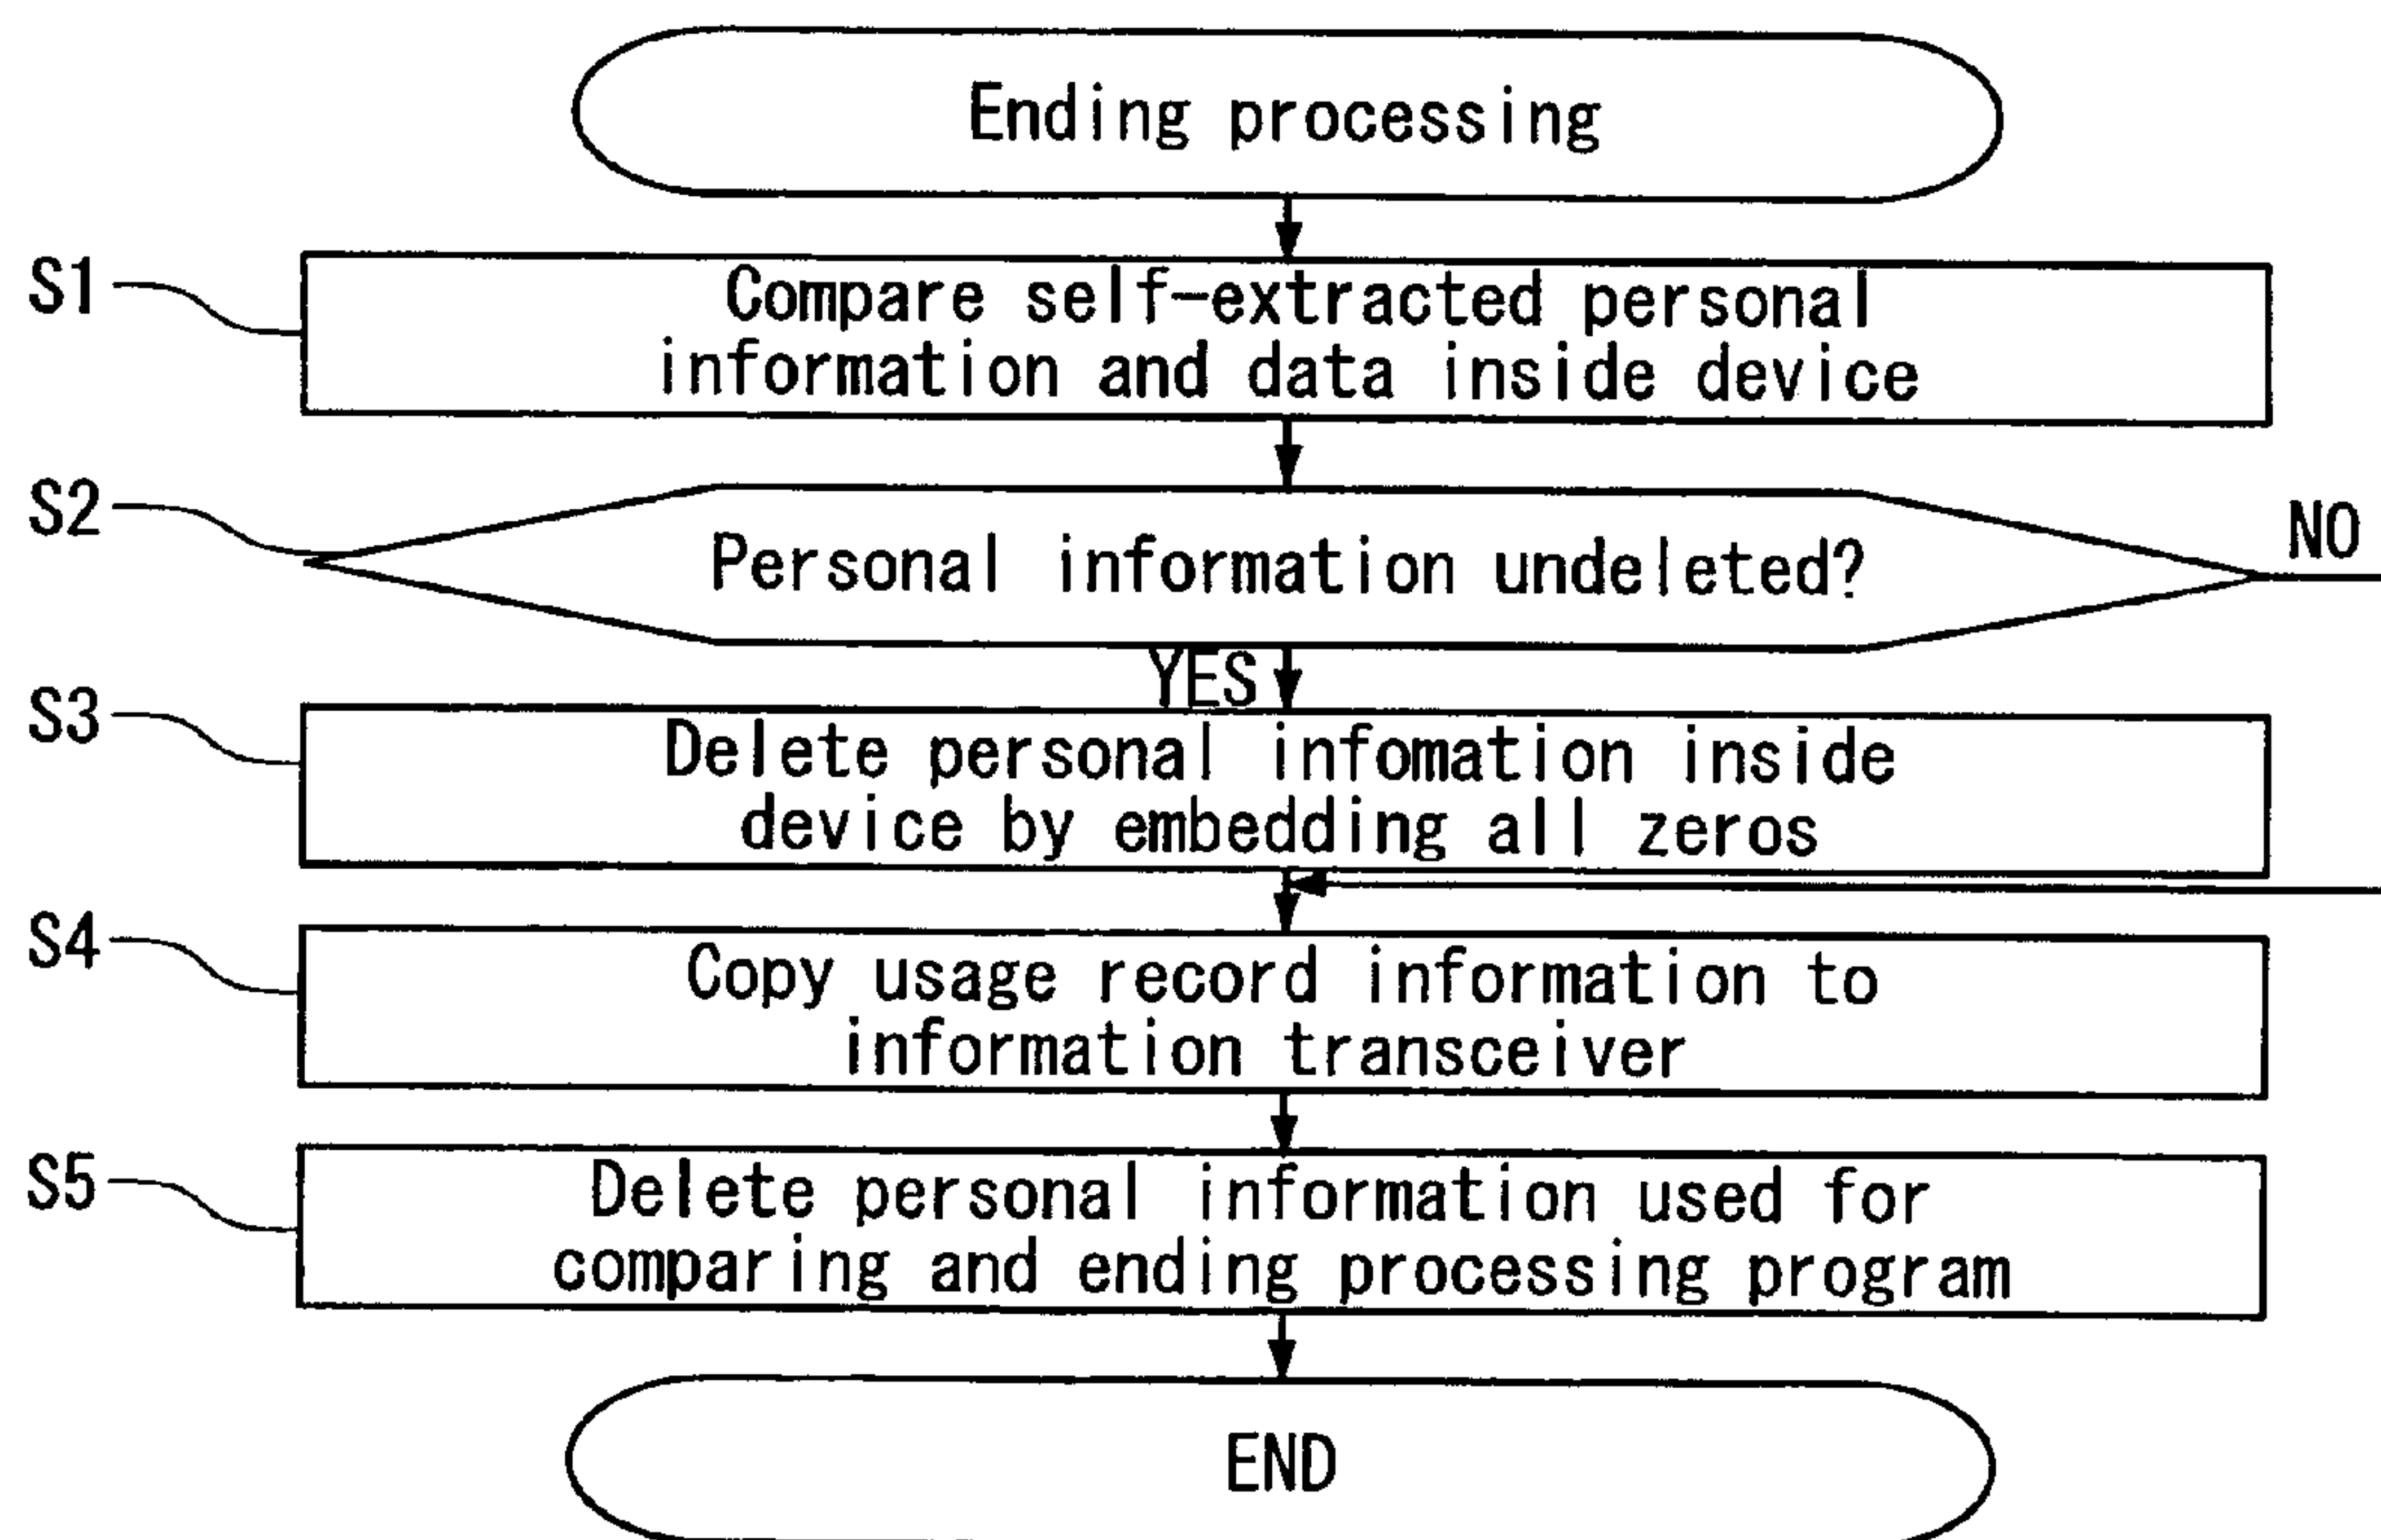 Ending processing
S1
Compare self-extracted personal
information and data inside device
S2
Personal information undeleted?
NO
YES
S3
Delete personal infomation inside
device by embedding all zeros
S4
Copy usage record information to
information transceiver
S5
Delete personal information used for
comparing and ending processing program
END